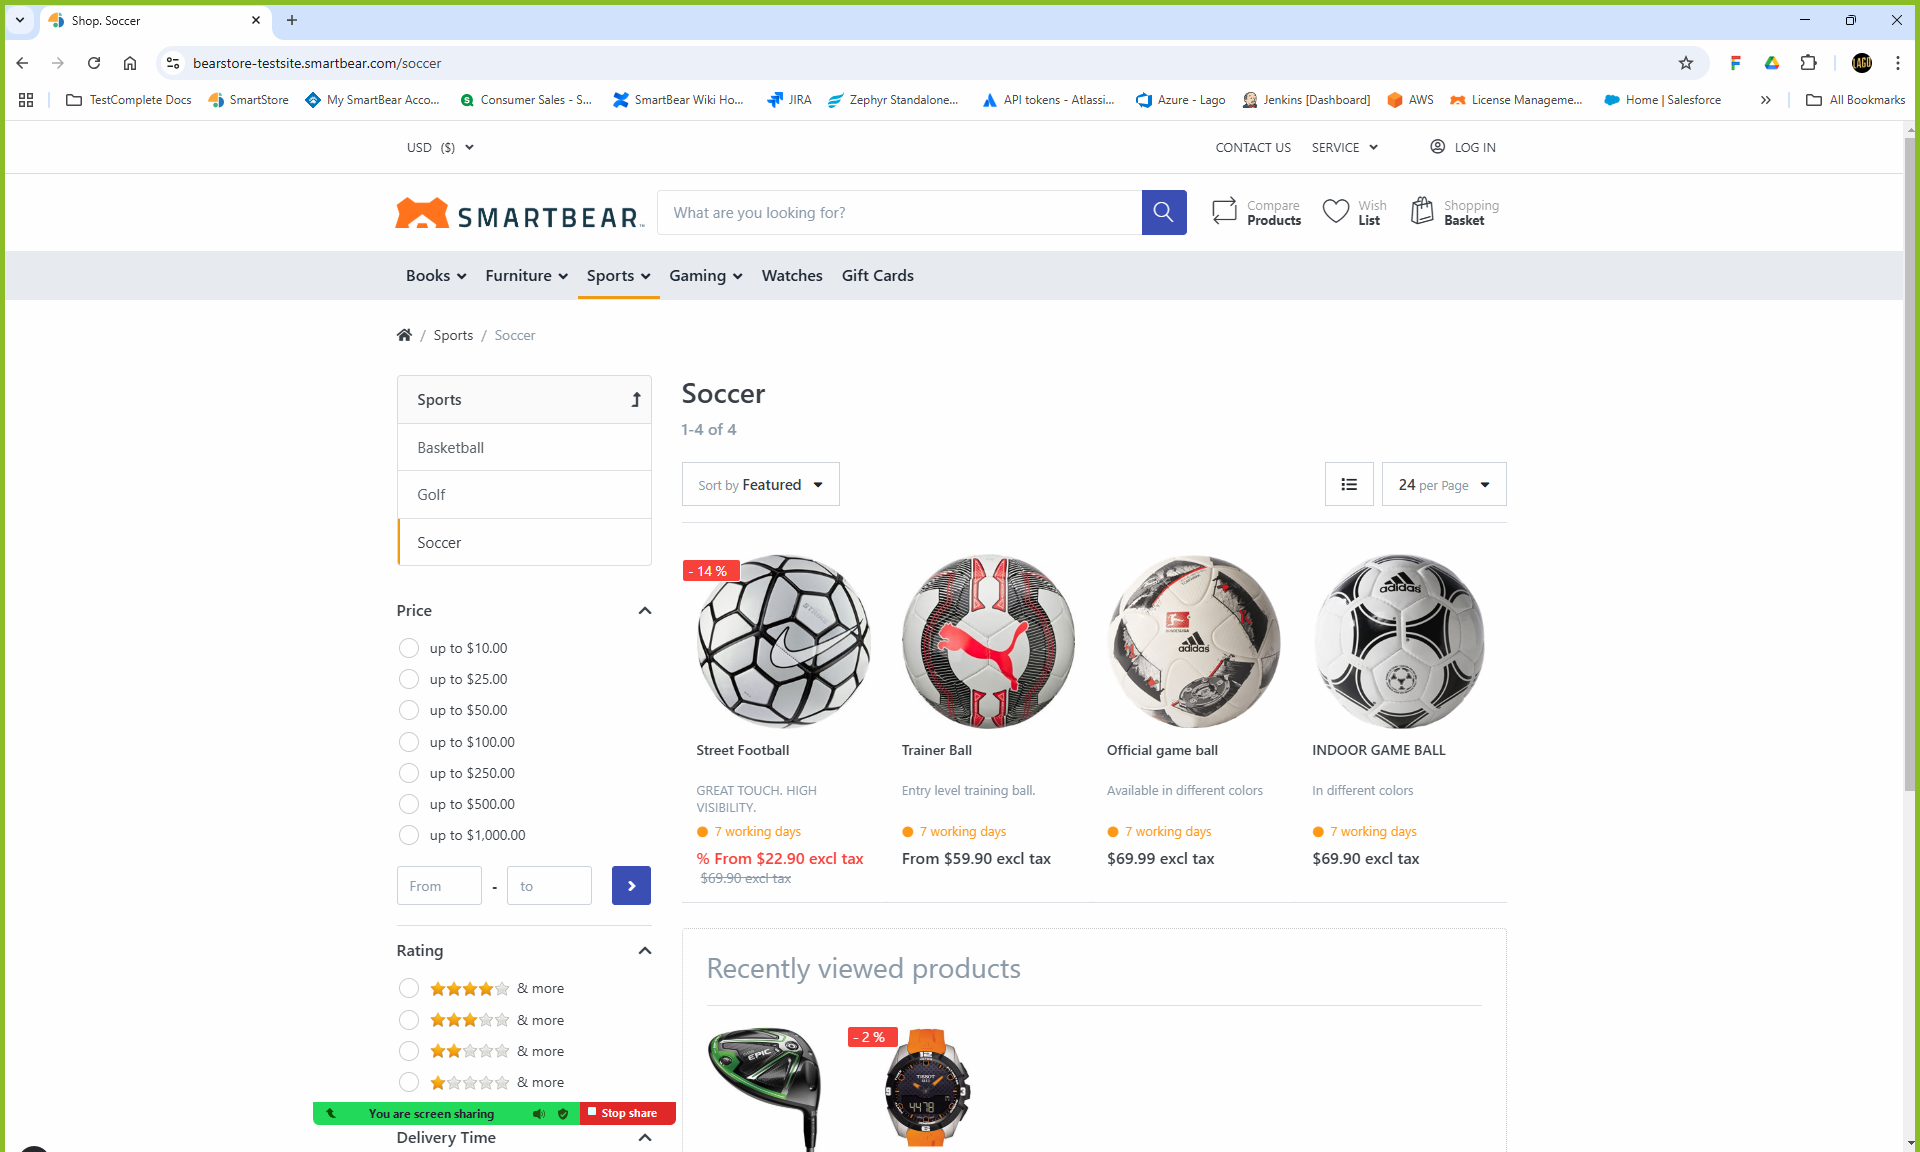 Shop. Soccer
bearstore-testsite.smartbear.com/soccer
TestComplete Docs
SmartStore
My SmartBear Acco...
Consumer Sales - S...
SmartBear Wiki Ho...
JIRA
Zephyr Standalone...
API tokens - Atlassi...
Azure - Lago
Jenkins [Dashboard]
AWS
License Manageme...
Home | Salesforce
All Bookmarks
USD ($)
CONTACT US
SERVICE
LOG IN
SMARTBEAR
What are you looking for?
Compare
Products
Wish
List
Shopping
Basket
Books
Furniture
Sports
Gaming
Watches
Gift Cards
/ Sports / Soccer
Sports
Basketball
Golf
Soccer
Price
up to $10.00
up to $25.00
up to $50.00
up to $100.00
up to $250.00
up to $500.00
up to $1,000.00
From - to
Rating
& more
& more
& more
& more
You are screen sharing
Stop share
Delivery Time
Soccer
1-4 of 4
Sort by Featured
24 per Page
- 14 %
adidas
adidas
Street Football
GREAT TOUCH. HIGH
VISIBILITY.
7 working days
% From $22.90 excl tax
$69.90 excl tax
Trainer Ball
Entry level training ball.
7 working days
From $59.90 excl tax
Official game ball
Available in different colors
7 working days
$69.99 excl tax
INDOOR GAME BALL
In different colors
7 working days
$69.90 excl tax
Recently viewed products
EPIC
- 2 %
12
TISSOT
4478